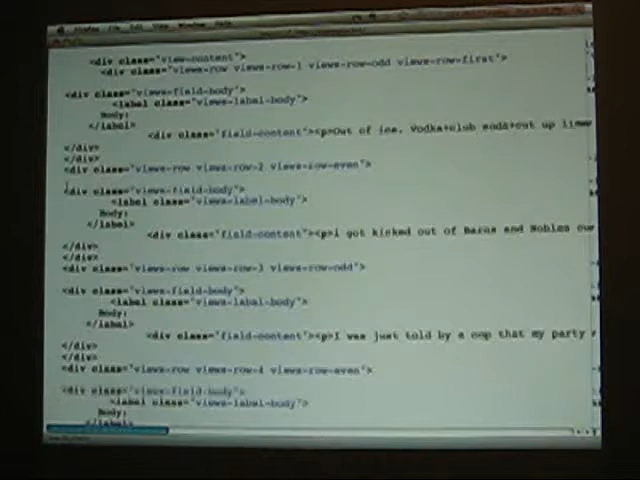 Firefox File Edit View Window Help
<div class="view-content">
<div class="views-row views-row-1 views-row-odd views-row-first">
<div class="views-field-body">
<label class="views-label-body">
Body:
</label>
<div class="field-content"><p>Out of ice. Vodka+club soda+cut up limes
</div>
</div>
<div class="views-row views-row-2 views-row-even">
<div class="views-field-body">
<label class="views-label-body">
Body:
</label>
<div class="field-content"><p>i got kicked out of Barns and Nobles
</div>
</div>
<div class="views-row views-row-3 views-row-odd">
<div class="views-field-body">
<label class="views-label-body">
Body:
</label>
<div class="field-content"><p>I was just told by a cop that my party
</div>
</div>
<div class="views-row views-row-4 views-row-even">
<div class="views-field-body">
<label class="views-label-body">
Body:
</label>